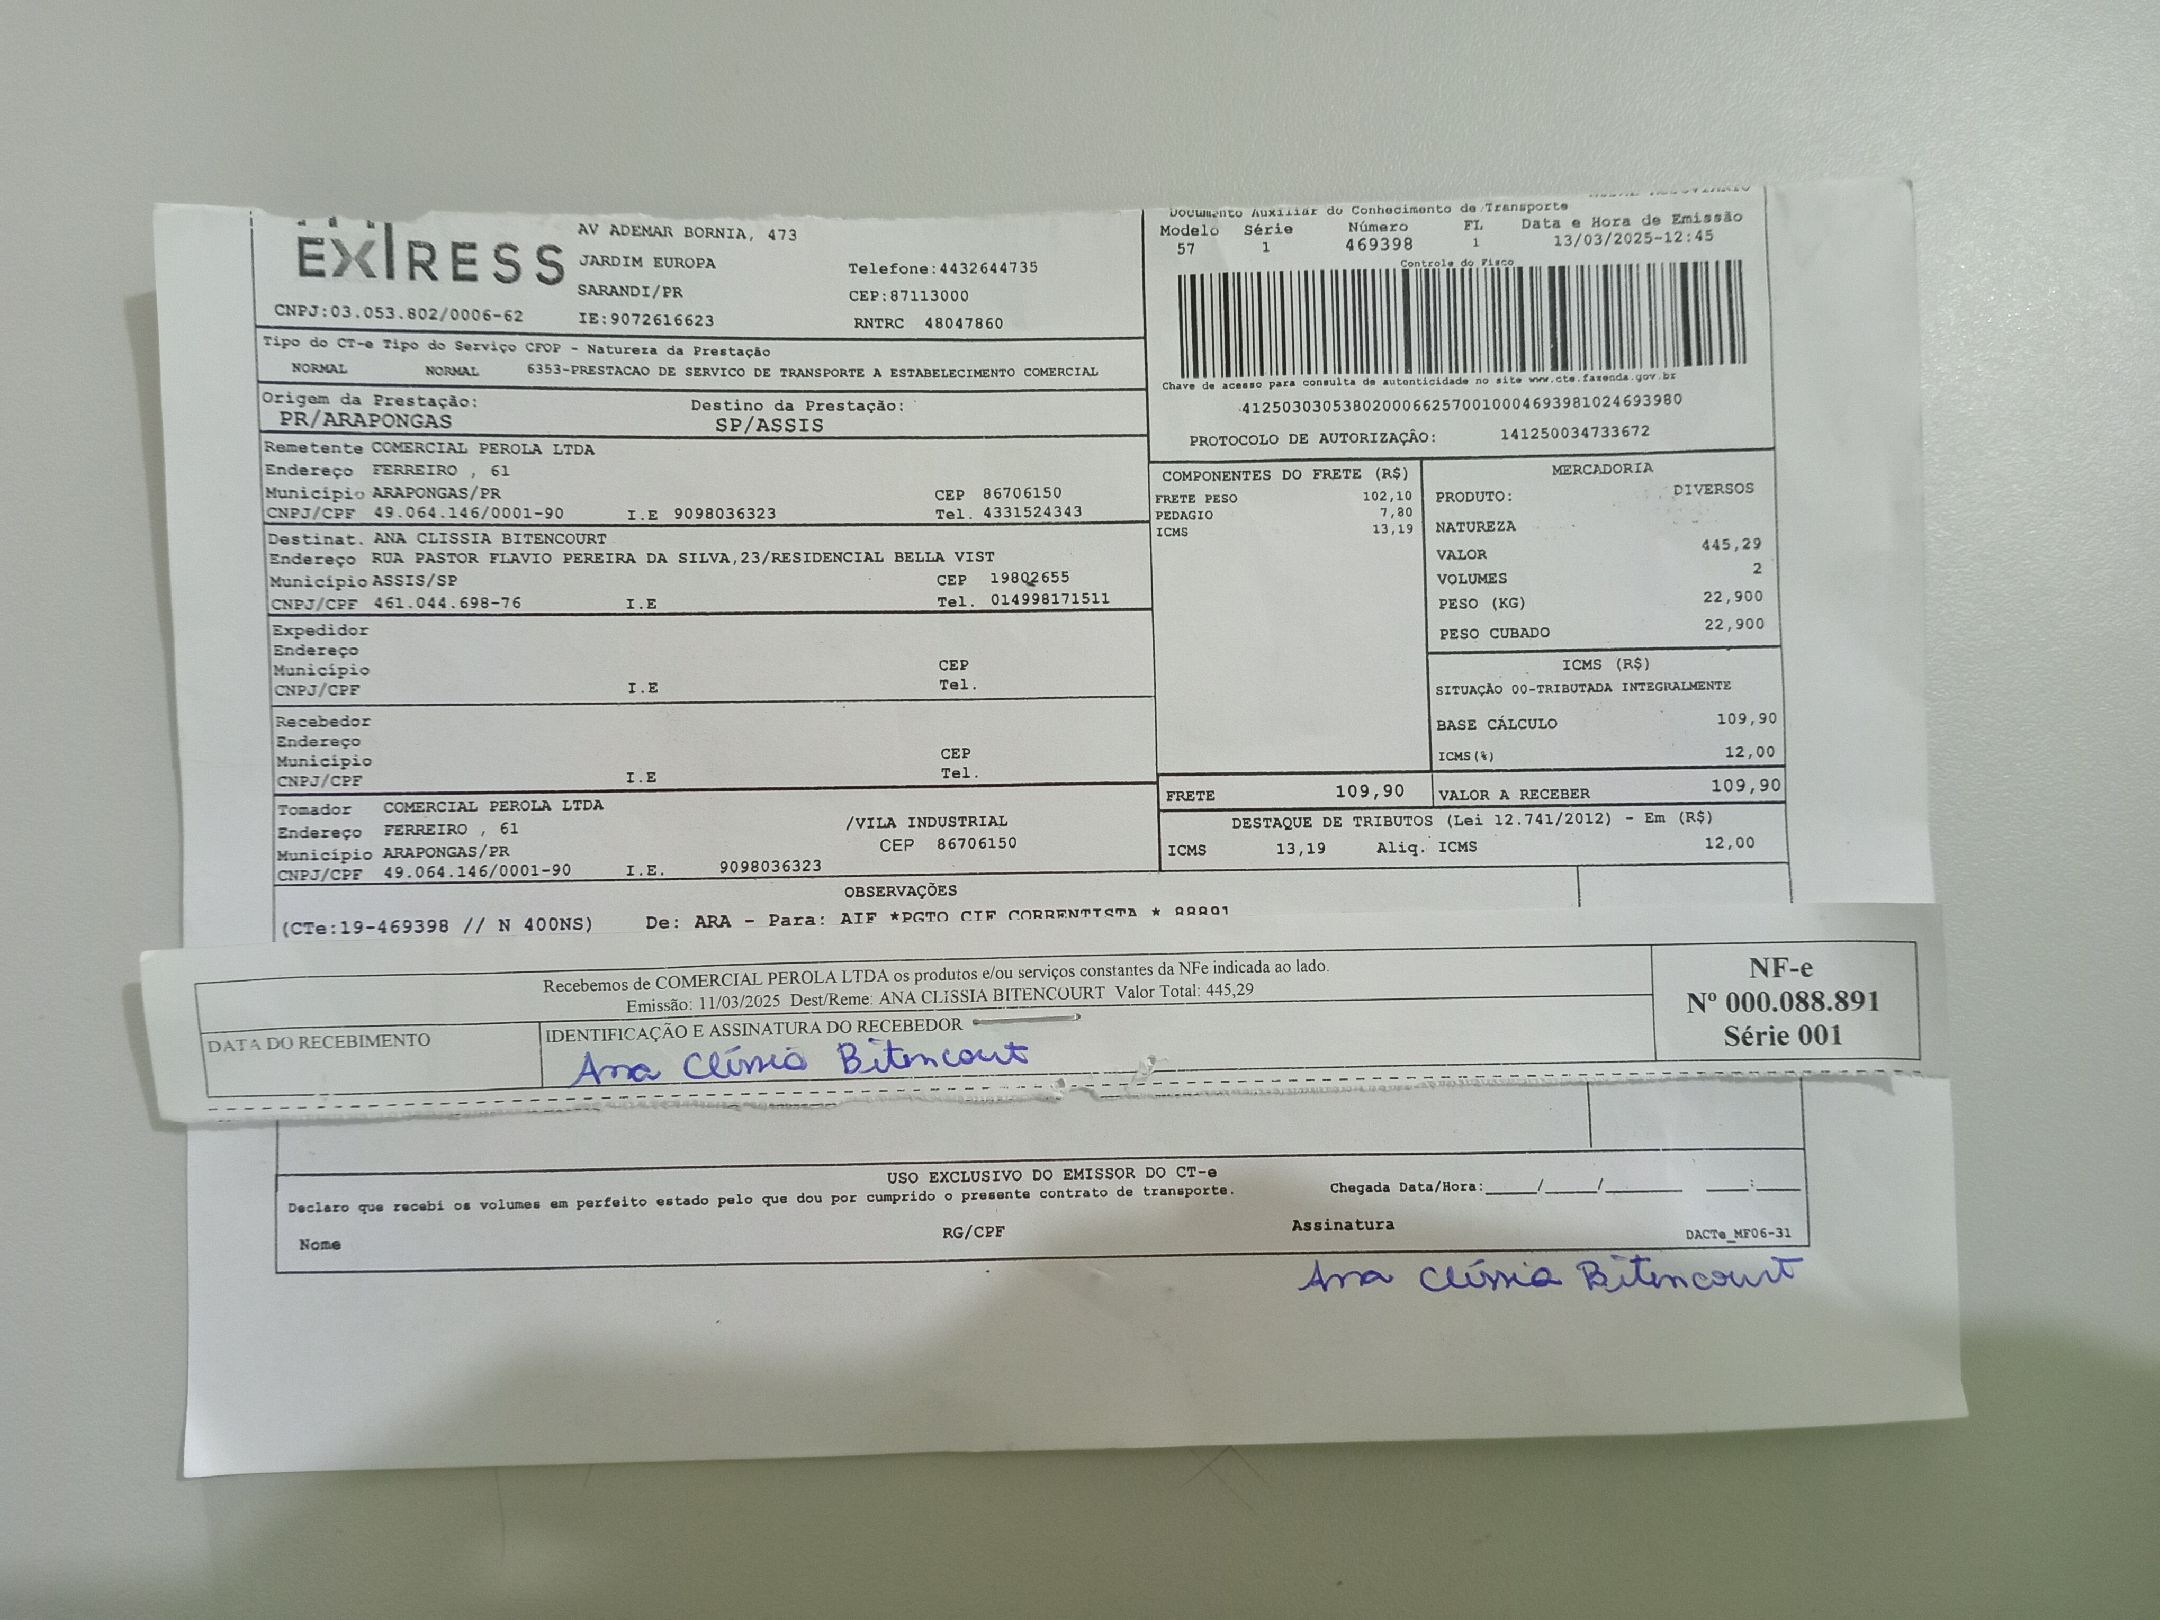 EXPRESS
AV ADEMAR BORNIA, 473
JARDIM EUROPA
SARANDI/PR
IE:9072616623
Telefone:4432644735
CEP:87113000
RNTRC 48047860
CNPJ:03.053.802/0006-62
Documento Auxiliar do Conhecimento de Transporte
Modelo Série Número FL Data e Hora de Emissão
57 1 469398 1 13/03/2025-12:45
Controle do Fisco
Chave de acesso para consulta de autenticidade no site www.cte.fazenda.gov.br
41250303053802000662570010004693981024693980
PROTOCOLO DE AUTORIZAÇÃO: 141250034733672
Tipo do CT-e Tipo do Serviço CFOP - Natureza da Prestação
NORMAL NORMAL 6353-PRESTACAO DE SERVICO DE TRANSPORTE A ESTABELECIMENTO COMERCIAL
Origem da Prestação: Destino da Prestação:
PR/ARAPONGAS SP/ASSIS
Remetente COMERCIAL PEROLA LTDA
Endereço FERREIRO , 61
Município ARAPONGAS/PR CEP 86706150
CNPJ/CPF 49.064.146/0001-90 I.E 9098036323 Tel. 4331524343
Destinat. ANA CLISSIA BITENCOURT
Endereço RUA PASTOR FLAVIO PEREIRA DA SILVA,23/RESIDENCIAL BELLA VIST
Município ASSIS/SP CEP 19802655
CNPJ/CPF 461.044.698-76 I.E Tel. 014998171511
Expedidor
Endereço
Município CEP
CNPJ/CPF I.E Tel.
Recebedor
Endereço
Município CEP
CNPJ/CPF I.E Tel.
Tomador COMERCIAL PEROLA LTDA
Endereço FERREIRO , 61 /VILA INDUSTRIAL
Município ARAPONGAS/PR CEP 86706150
CNPJ/CPF 49.064.146/0001-90 I.E. 9098036323
COMPONENTES DO FRETE (R$)
FRETE PESO 102,10
PEDAGIO 7,80
ICMS 13,19
MERCADORIA
PRODUTO: DIVERSOS
NATUREZA
VALOR 445,29
VOLUMES 2
PESO (KG) 22,900
PESO CUBADO 22,900
ICMS (R$)
SITUAÇÃO 00-TRIBUTADA INTEGRALMENTE
BASE CÁLCULO 109,90
ICMS(%) 12,00
FRETE 109,90 VALOR A RECEBER 109,90
DESTAQUE DE TRIBUTOS (Lei 12.741/2012) - Em (R$)
ICMS 13,19 Aliq. ICMS 12,00
OBSERVAÇÕES
(CTe:19-469398 // N 400NS) De: ARA - Para: AIF *PGTO CIF CORRENTISTA * 88891
Recebemos de COMERCIAL PEROLA LTDA os produtos e/ou serviços constantes da NFe indicada ao lado.
Emissão: 11/03/2025 Dest/Reme: ANA CLISSIA BITENCOURT Valor Total: 445,29
DATA DO RECEBIMENTO
IDENTIFICAÇÃO E ASSINATURA DO RECEBEDOR
Ana Clíssia Bitencourt
NF-e
Nº 000.088.891
Série 001
USO EXCLUSIVO DO EMISSOR DO CT-e
Declaro que recebi os volumes em perfeito estado pelo que dou por cumprido o presente contrato de transporte.
Chegada Data/Hora:____/____/______ ___:___
Nome RG/CPF Assinatura
DACTe_MF06-31
Ana Clíssia Bitencourt